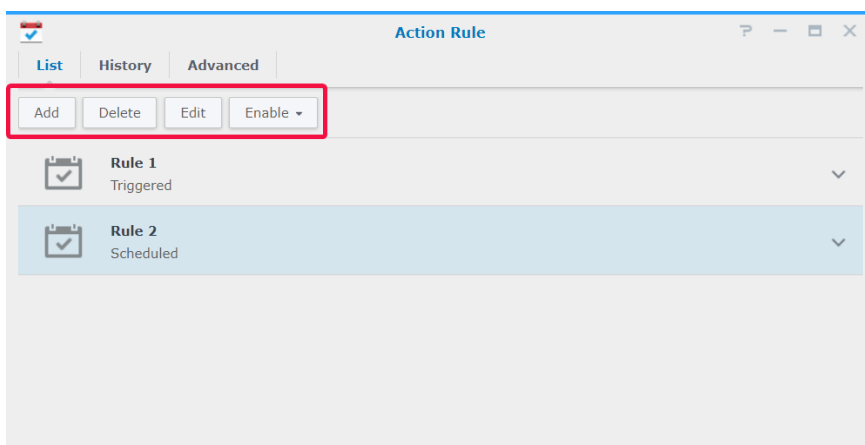 Action Rule
List History Advanced
Add Delete Edit Enable
Rule 1
Triggered
Rule 2
Scheduled